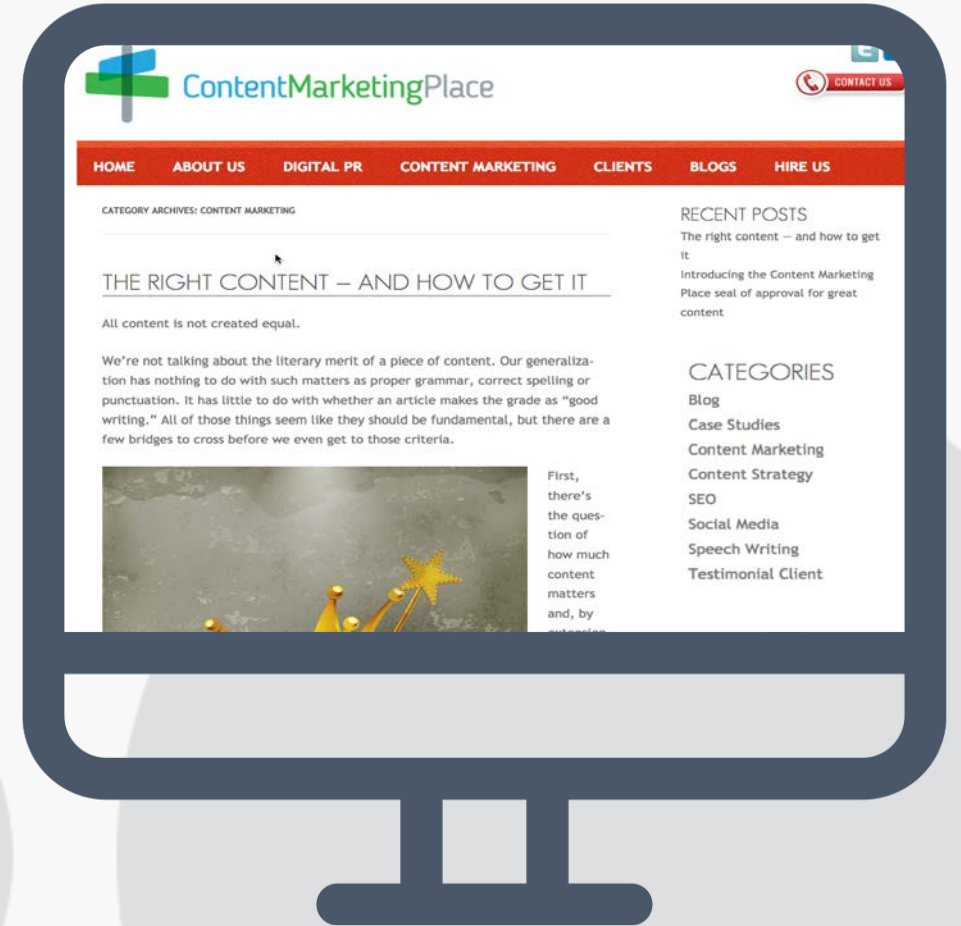 ContentMarketingPlace
CONTACT US
HOME ABOUT US DIGITAL PR CONTENT MARKETING CLIENTS BLOGS HIRE US
CATEGORY ARCHIVES: CONTENT MARKETING
THE RIGHT CONTENT — AND HOW TO GET IT
All content is not created equal.
We're not talking about the literary merit of a piece of content. Our generaliza-
tion has nothing to do with such matters as proper grammar, correct spelling or
punctuation. It has little to do with whether an article makes the grade as “good
writing.” All of those things seem like they should be fundamental, but there are a
few bridges to cross before we even get to those criteria.
First,
there's
the ques-
tion of
how much
content
matters
and, by
RECENT POSTS
The right content — and how to get
it
Introducing the Content Marketing
Place seal of approval for great
content
CATEGORIES
Blog
Case Studies
Content Marketing
Content Strategy
SEO
Social Media
Speech Writing
Testimonial Client